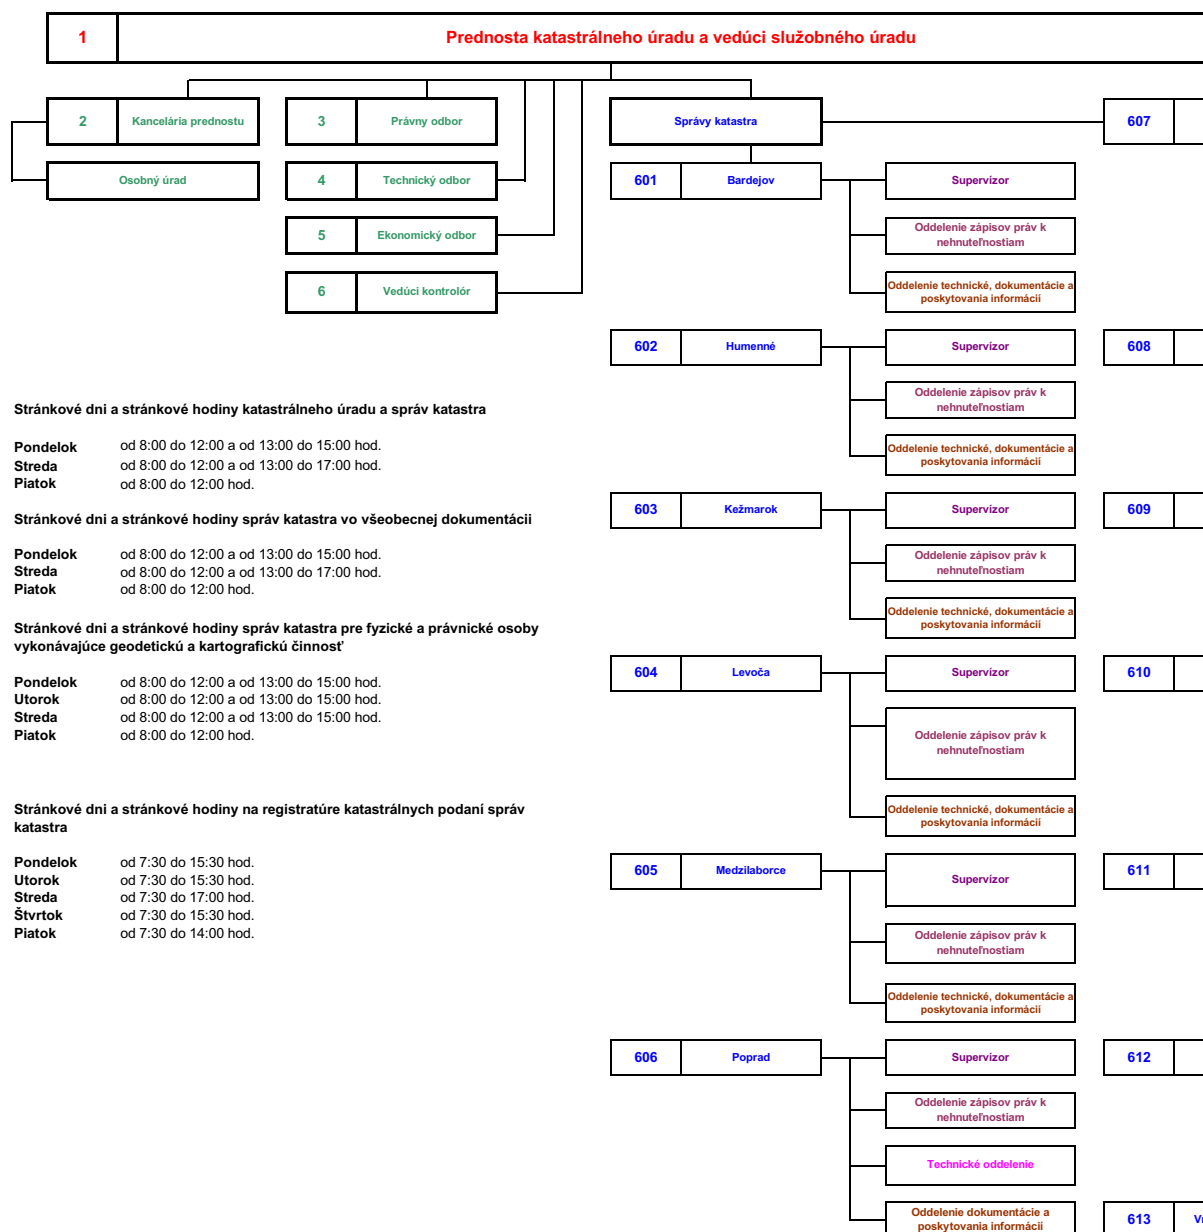 1 Prednosta katastrálneho úradu a vedúci služobného úradu
2 Kancelária prednostu
3 Právny odbor
Správy katastra
607
Osobný úrad
4 Technický odbor
5 Ekonomický odbor
6 Vedúci kontrolór
601 Bardejov
Supervízor
Oddelenie zápisov práv k
nehnuteľnostiam
Oddelenie technické, dokumentácie a
poskytovania informácií
602 Humenné
Supervízor
608
Oddelenie zápisov práv k
nehnuteľnostiam
Oddelenie technické, dokumentácie a
poskytovania informácií
Stránkové dni a stránkové hodiny katastrálneho úradu a správ katastra
Pondelok od 8:00 do 12:00 a od 13:00 do 15:00 hod.
Streda od 8:00 do 12:00 a od 13:00 do 17:00 hod.
Piatok od 8:00 do 12:00 hod.
Stránkové dni a stránkové hodiny správ katastra vo všeobecnej dokumentácii
Pondelok od 8:00 do 12:00 a od 13:00 do 15:00 hod.
Streda od 8:00 do 12:00 a od 13:00 do 17:00 hod.
Piatok od 8:00 do 12:00 hod.
Stránkové dni a stránkové hodiny správ katastra pre fyzické a právnické osoby
vykonávajúce geodetickú a kartografickú činnosť
Pondelok od 8:00 do 12:00 a od 13:00 do 15:00 hod.
Utorok od 8:00 do 12:00 a od 13:00 do 15:00 hod.
Streda od 8:00 do 12:00 a od 13:00 do 15:00 hod.
Piatok od 8:00 do 12:00 hod.
Stránkové dni a stránkové hodiny na registratúre katastrálnych podaní správ
katastra
Pondelok od 7:30 do 15:30 hod.
Utorok od 7:30 do 15:30 hod.
Streda od 7:30 do 17:00 hod.
Štvrtok od 7:30 do 15:30 hod.
Piatok od 7:30 do 14:00 hod.
603 Kežmarok
Supervízor
609
Oddelenie zápisov práv k
nehnuteľnostiam
Oddelenie technické, dokumentácie a
poskytovania informácií
604 Levoča
Supervízor
610
Oddelenie zápisov práv k
nehnuteľnostiam
Oddelenie technické, dokumentácie a
poskytovania informácií
605 Medzilaborce
Supervízor
611
Oddelenie zápisov práv k
nehnuteľnostiam
Oddelenie technické, dokumentácie a
poskytovania informácií
606 Poprad
Supervízor
612
Oddelenie zápisov práv k
nehnuteľnostiam
Technické oddelenie
Oddelenie dokumentácie a
poskytovania informácií
613